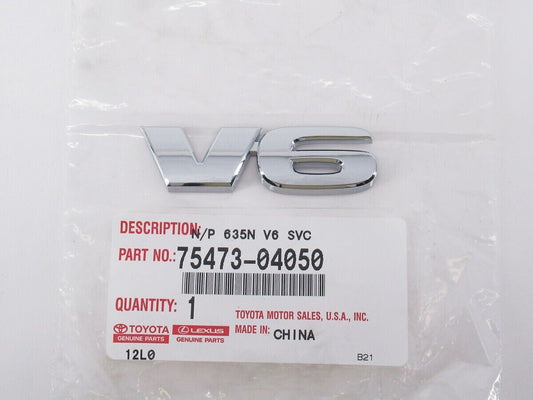 V6
DESCRIPTION: N/P 635N V6 SVC
PART NO.: 75473-04050
QUANTITY: 1 TOYOTA MOTOR SALES, U.S.A., INC.
TOYOTA GENUINE PARTS LEXUS GENUINE PARTS MADE IN: CHINA
12L0 B21